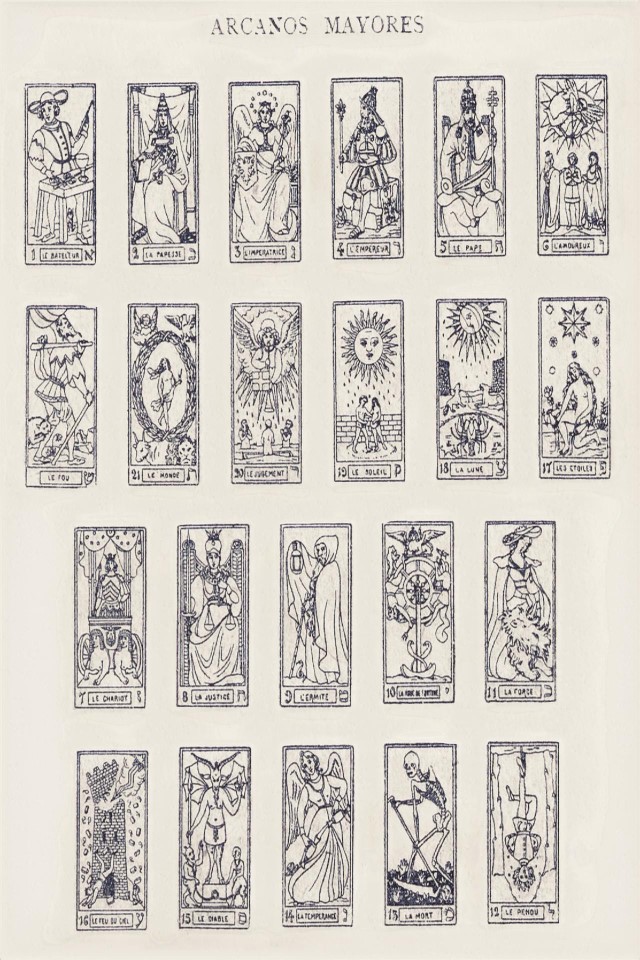 ARCANOS MAYORES
1 LE BATELEUR א
2 LA PAPESSE ב
3 L'IMPERATRICE ג
4 L'EMPEREUR ד
5 LE PAPE ה
6 L'AMOUREUX ו
LE FOU ש
21 LE MONDE ת
20 LE JUGEMENT ר
19 LE SOLEIL ק
18 LA LUNE צ
17 LES ETOILES פ
7 LE CHARIOT ז
8 LA JUSTICE ח
9 L'ERMITE ט
10 LA ROUE DE FORTUNE י
11 LA FORCE כ
16 LE FEU DU CIEL ע
15 LE DIABLE ס
14 LA TEMPERANCE נ
13 LA MORT מ
12 LE PENDU ל